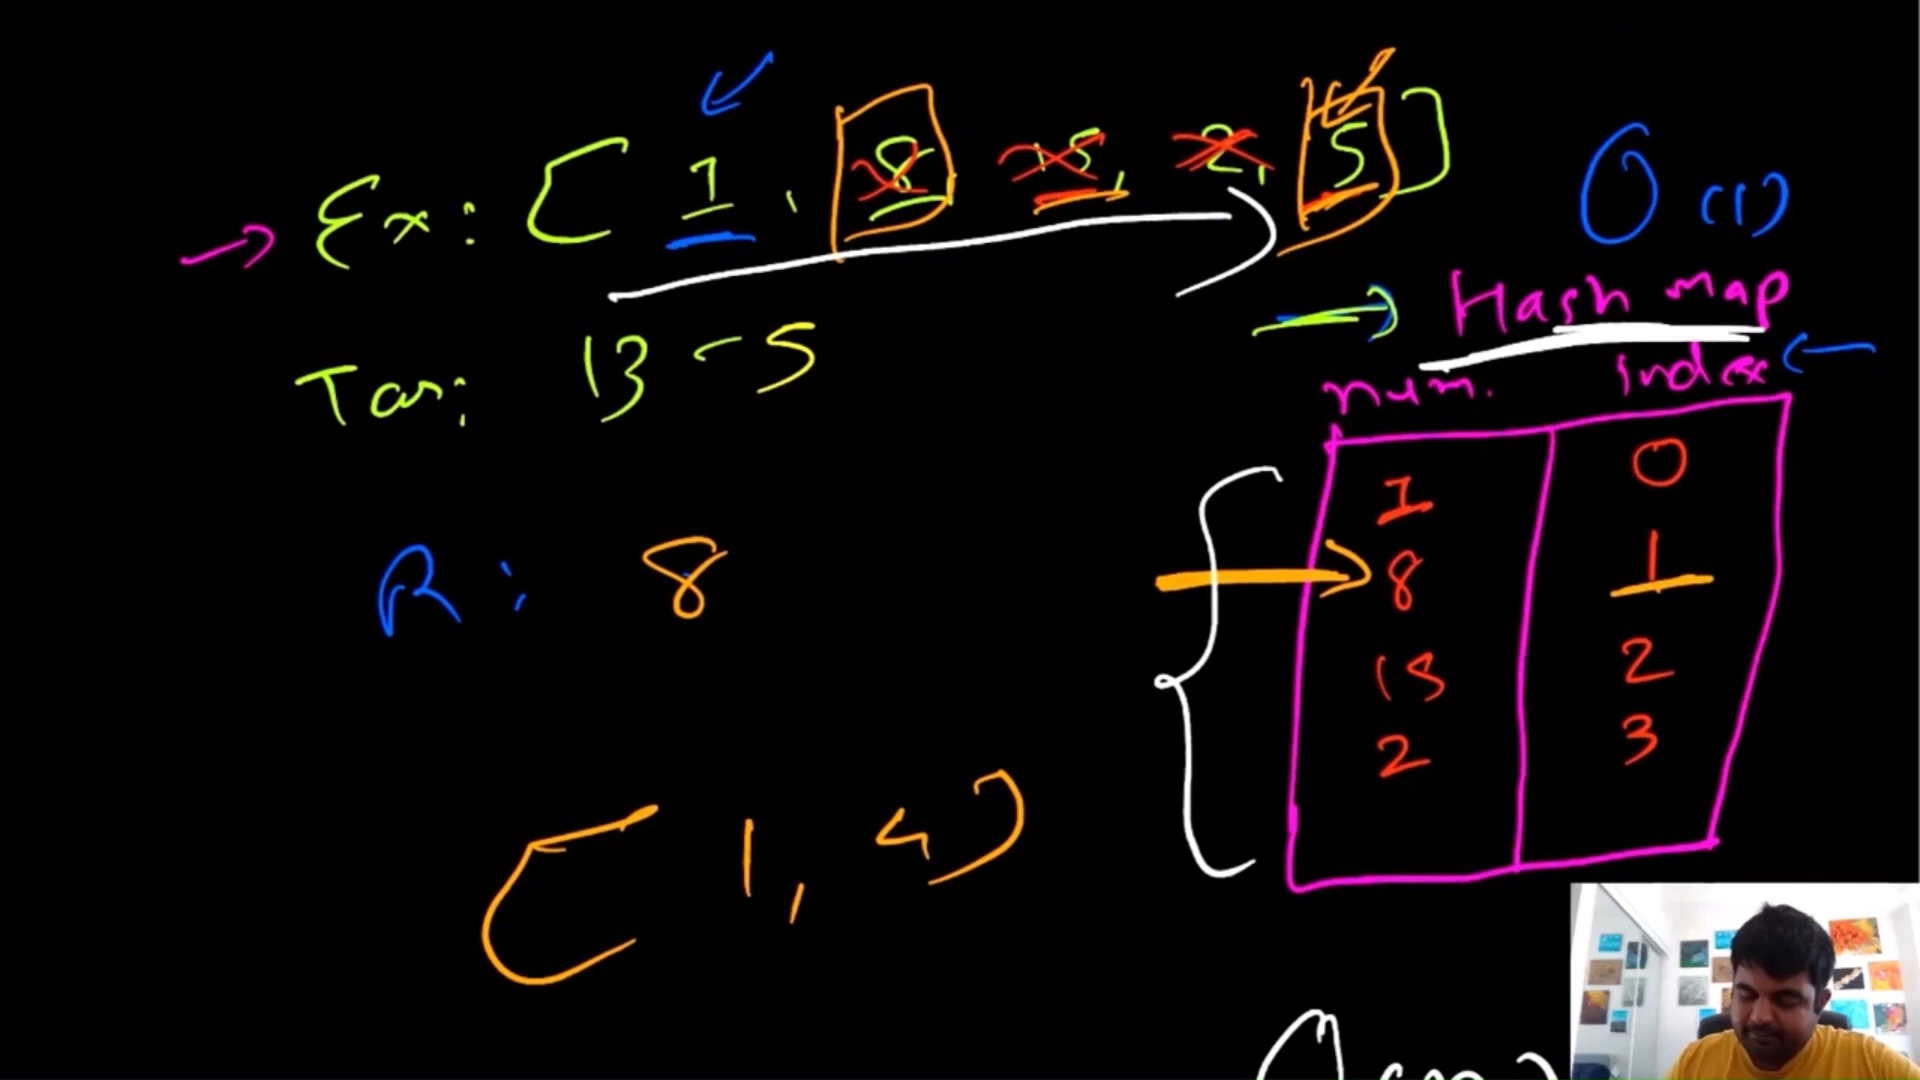 Ex: [ 1, 8, 15, 2, 5 ]
O(1)
Hash map
Tar: 13 - 5
num. index
1 0
8 1
R: 8
15 2
2 3
[ 1, 4 ]